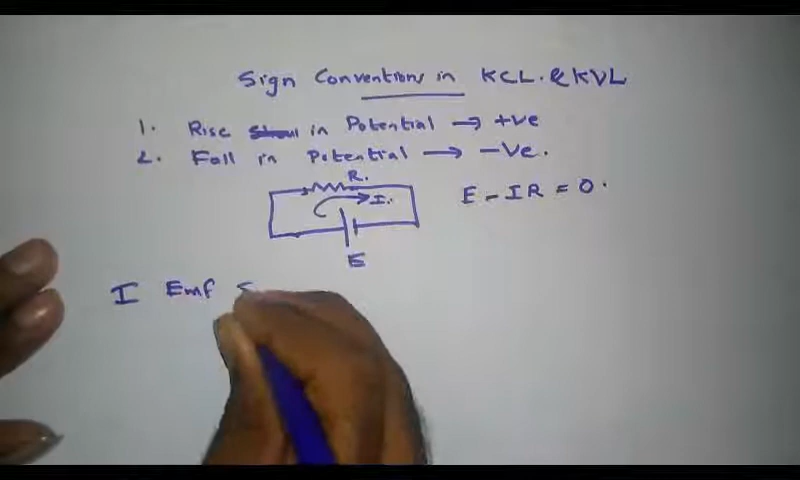 Sign Conventions in KCL. & KVL
1. Rise in Potential → +ve
2. Fall in Potential → -Ve.
R.
I.
E - IR = 0.
E
I Emf S